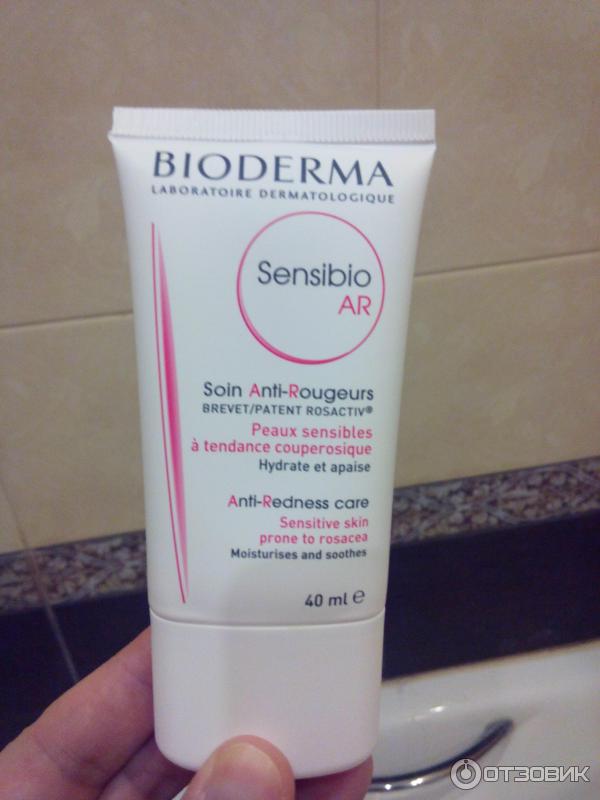 BIODERMA
LABORATOIRE DERMATOLOGIQUE
Sensibio
AR
Soin Anti-Rougeurs
BREVET/PATENT ROSACTIV®
Peaux sensibles
à tendance couperosique
Hydrate et apaise
Anti-Redness care
Sensitive skin
prone to rosacea
Moisturises and soothes
40 ml e
ОТЗОВИК